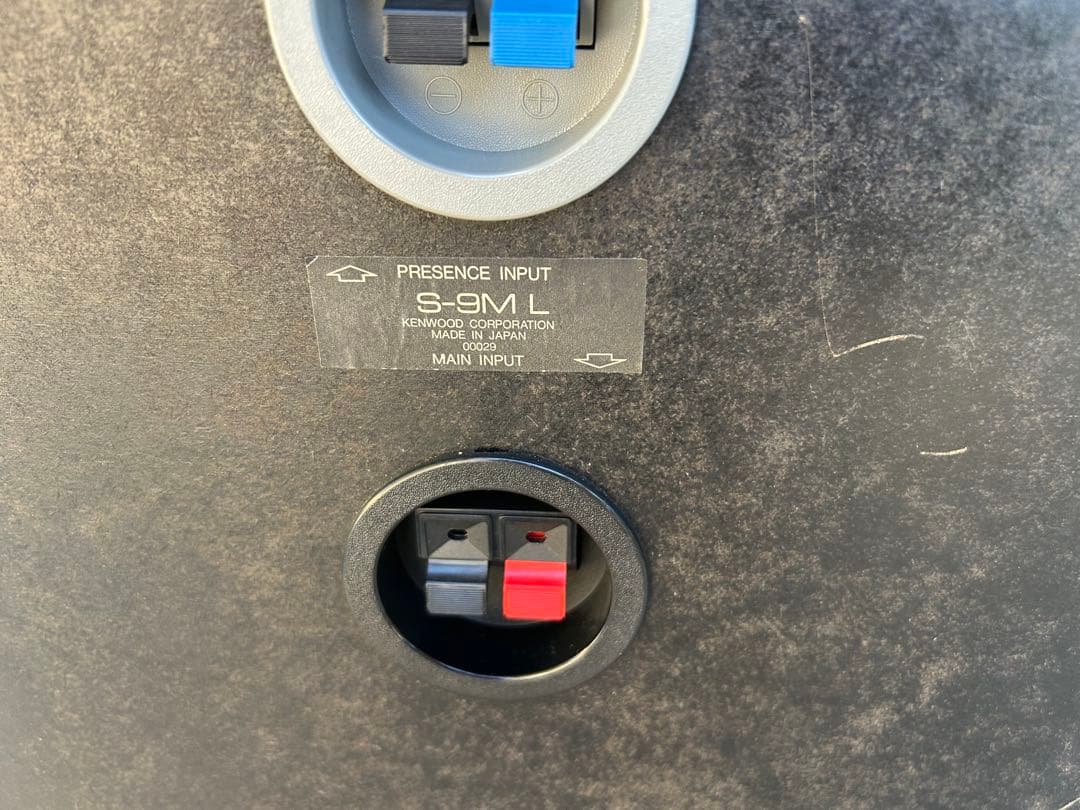 ⊖ ⊕
PRESENCE INPUT
S-9M L
KENWOOD CORPORATION
MADE IN JAPAN
00029
MAIN INPUT